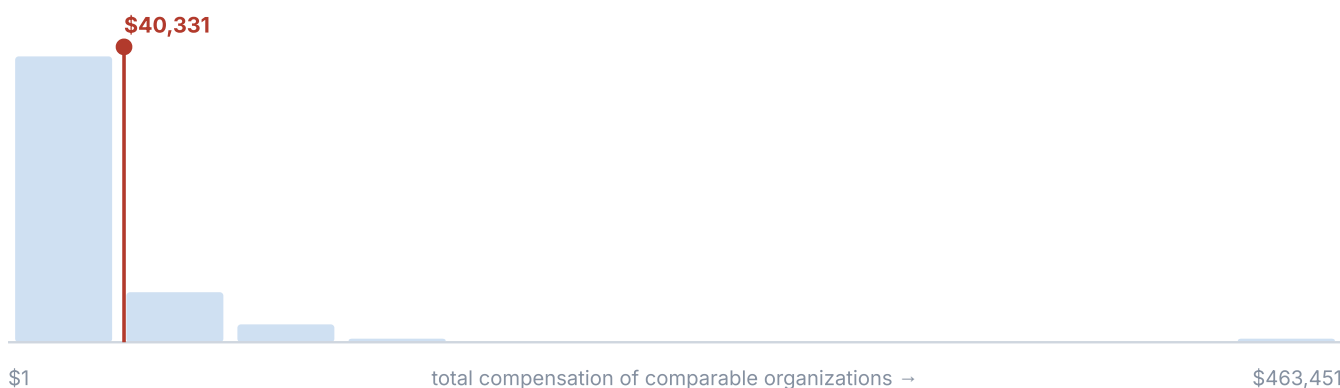 $40,331
$1
total compensation of comparable organizations →
$463,451